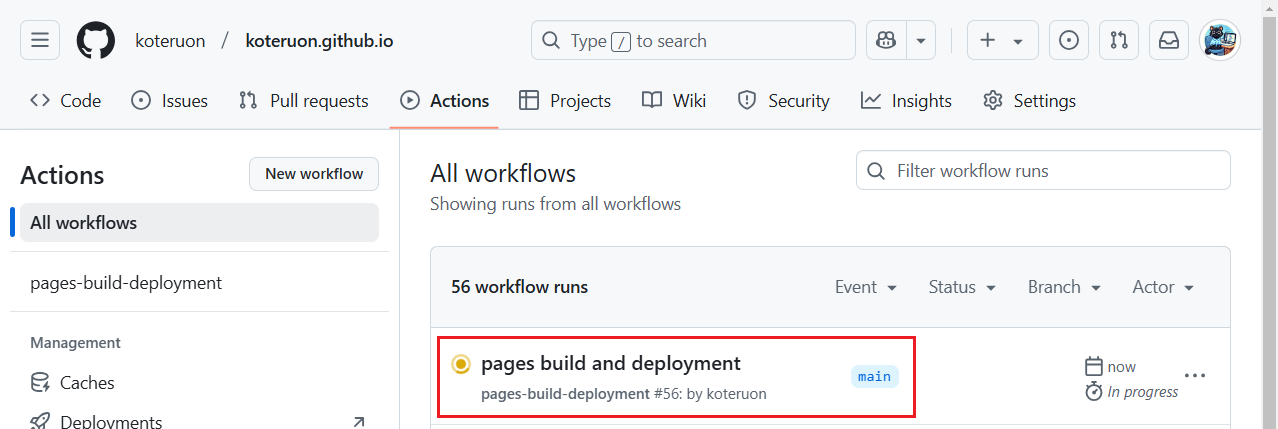 koteruon / koteruon.github.io
Type / to search
Code Issues Pull requests Actions Projects Wiki Security Insights Settings
Actions
New workflow
All workflows
pages-build-deployment
Management
Caches
Deployments
All workflows
Showing runs from all workflows
Filter workflow runs
56 workflow runs
Event Status Branch Actor
pages build and deployment
pages-build-deployment #56: by koteruon
main
now
In progress